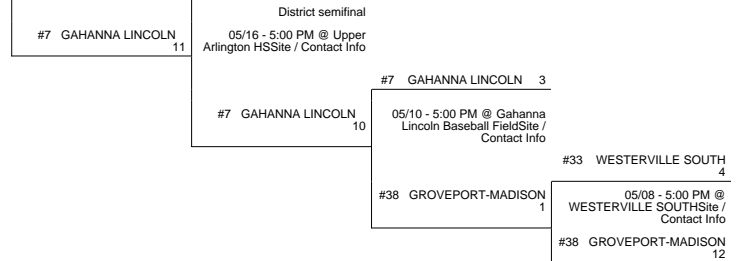 District semifinal
#7 GAHANNA LINCOLN
11
05/16 - 5:00 PM @ Upper
Arlington HSSite / Contact Info
#7 GAHANNA LINCOLN 3
#7 GAHANNA LINCOLN
10
05/10 - 5:00 PM @ Gahanna
Lincoln Baseball FieldSite /
Contact Info
#33 WESTERVILLE SOUTH
4
#38 GROVEPORT-MADISON
1
05/08 - 5:00 PM @
WESTERVILLE SOUTHSite /
Contact Info
#38 GROVEPORT-MADISON
12